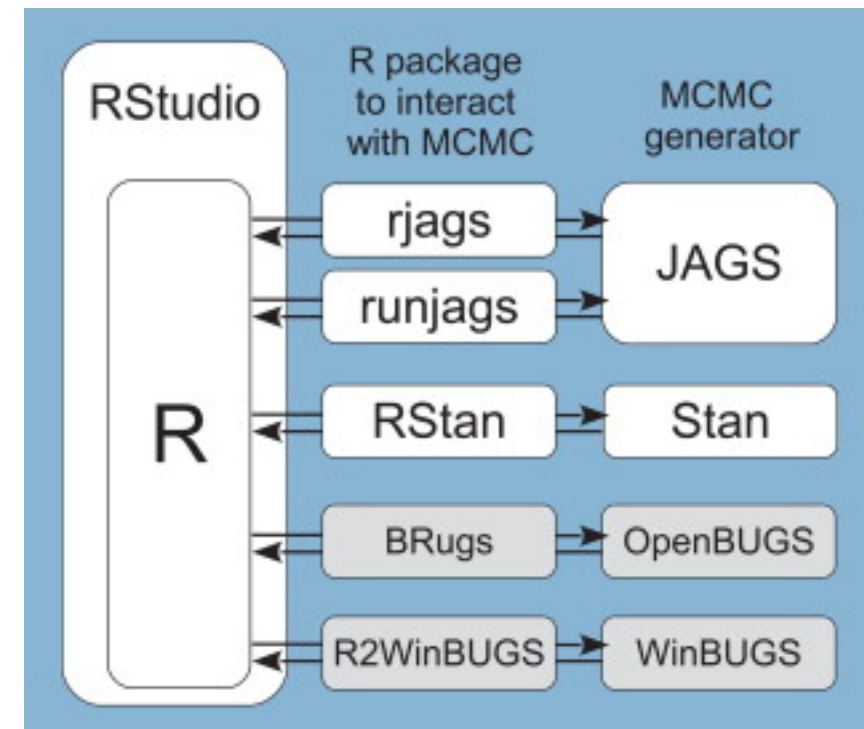 RStudio
R
R package
to interact
with MCMC
MCMC
generator
rjags
runjags
JAGS
RStan
Stan
BRugs
OpenBUGS
R2WinBUGS
WinBUGS